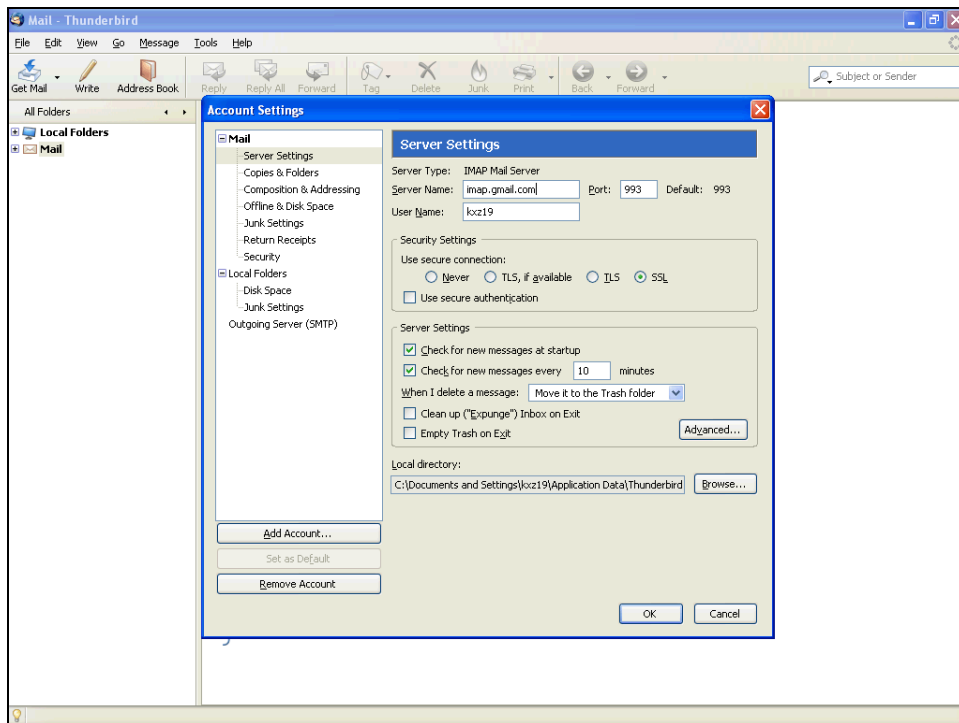 Mail - Thunderbird
File Edit View Go Message Tools Help
Get Mail Write Address Book Reply Reply All Forward Tag Delete Junk Print Back Forward Subject or Sender
All Folders
Local Folders
Mail
Account Settings
Mail
Server Settings
Copies & Folders
Composition & Addressing
Offline & Disk Space
Junk Settings
Return Receipts
Security
Local Folders
Disk Space
Junk Settings
Outgoing Server (SMTP)
Add Account...
Set as Default
Remove Account
Server Settings
Server Type: IMAP Mail Server
Server Name: imap.gmail.com Port: 993 Default: 993
User Name: kxz19
Security Settings
Use secure connection:
Never TLS, if available TLS SSL
Use secure authentication
Server Settings
Check for new messages at startup
Check for new messages every 10 minutes
When I delete a message: Move it to the Trash folder
Clean up ("Expunge") Inbox on Exit
Empty Trash on Exit
Advanced...
Local directory:
C:\Documents and Settings\kxz19\Application Data\Thunderbird Browse...
OK Cancel